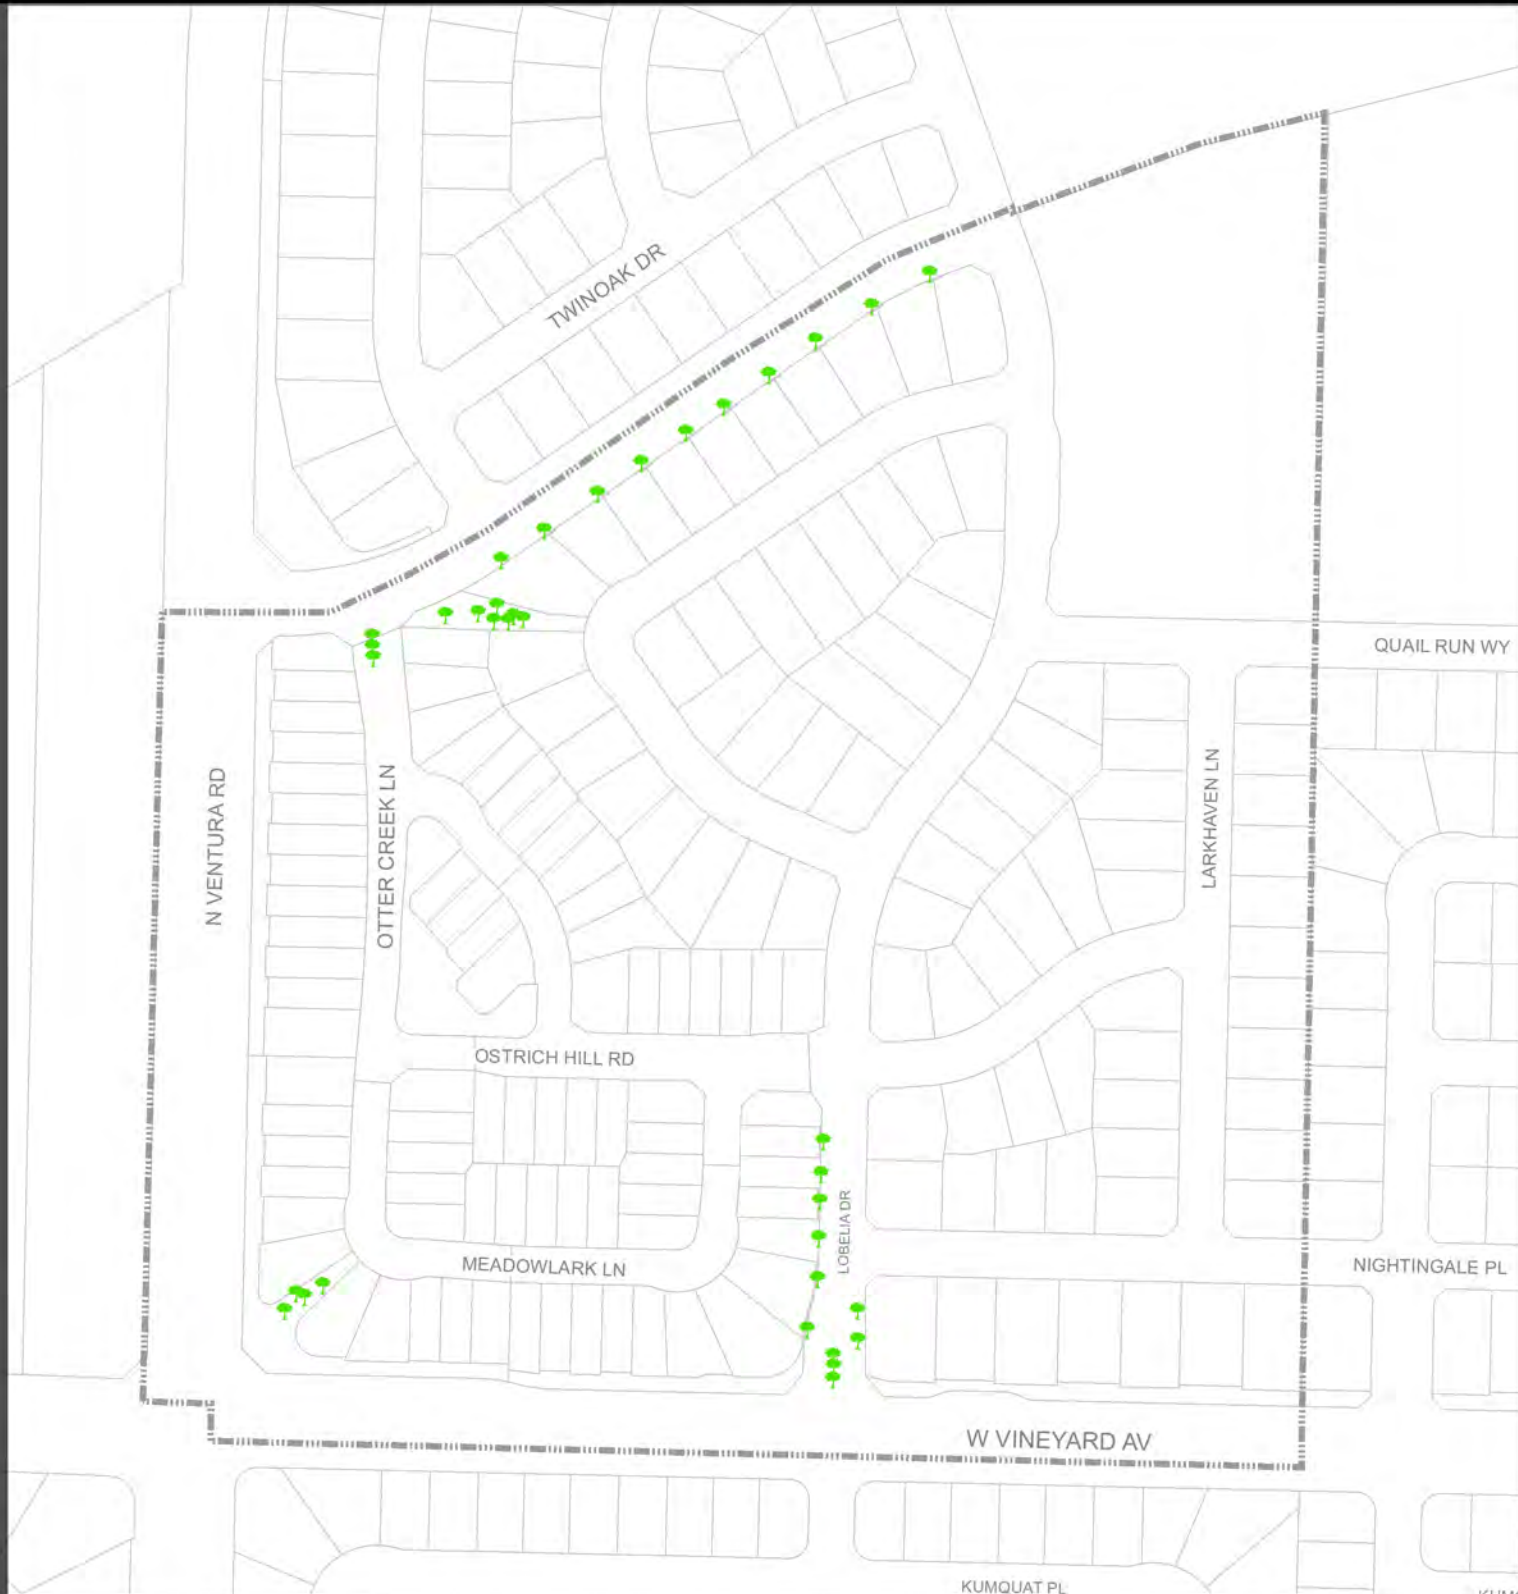 TWINOAK DR
QUAIL RUN WY
N VENTURA RD
OTTER CREEK LN
LARKHAVEN LN
OSTRICH HILL RD
LOBELIA DR
MEADOWLARK LN
NIGHTINGALE PL
W VINEYARD AV
KUMQUAT PL